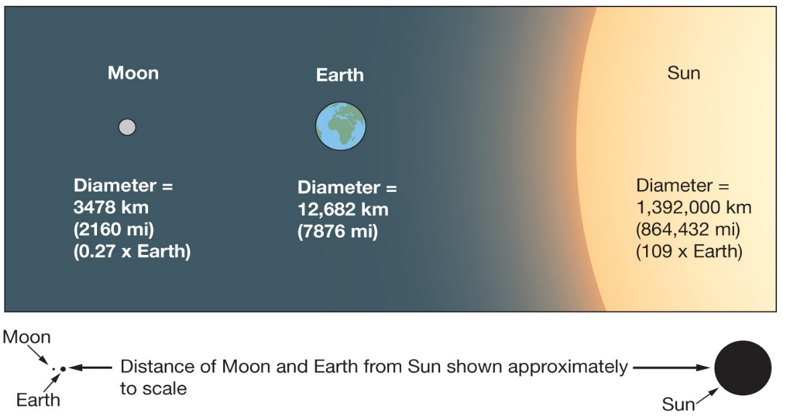 Moon
Earth
Sun
Diameter =
3478 km
(2160 mi)
(0.27 x Earth)
Diameter =
12,682 km
(7876 mi)
Diameter =
1,392,000 km
(864,432 mi)
(109 x Earth)
Moon
Distance of Moon and Earth from Sun shown approximately
to scale
Earth
Sun